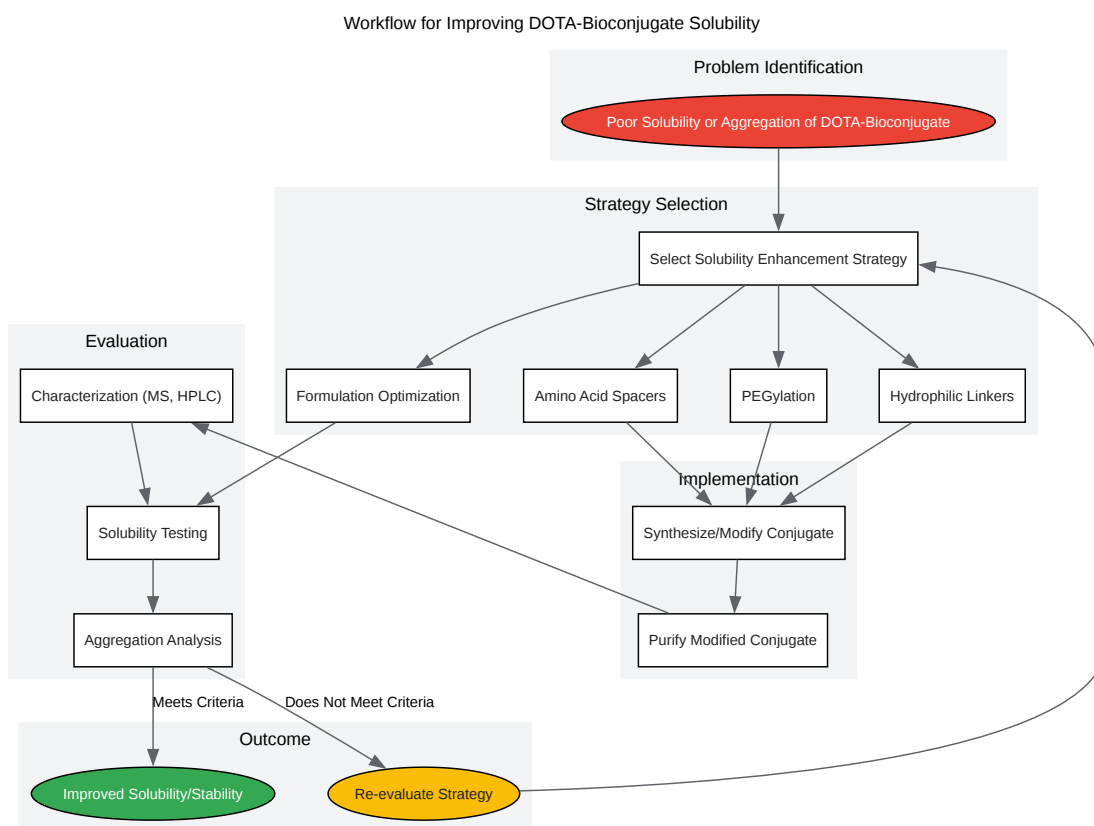 Workflow for Improving DOTA-Bioconjugate Solubility
Problem Identification
Poor Solubility or Aggregation of DOTA-Bioconjugate
Strategy Selection
Select Solubility Enhancement Strategy
Evaluation
Characterization (MS, HPLC)
Formulation Optimization
Amino Acid Spacers
PEGylation
Hydrophilic Linkers
Implementation
Solubility Testing
Synthesize/Modify Conjugate
Aggregation Analysis
Purify Modified Conjugate
Meets Criteria
Does Not Meet Criteria
Outcome
Improved Solubility/Stability
Re-evaluate Strategy